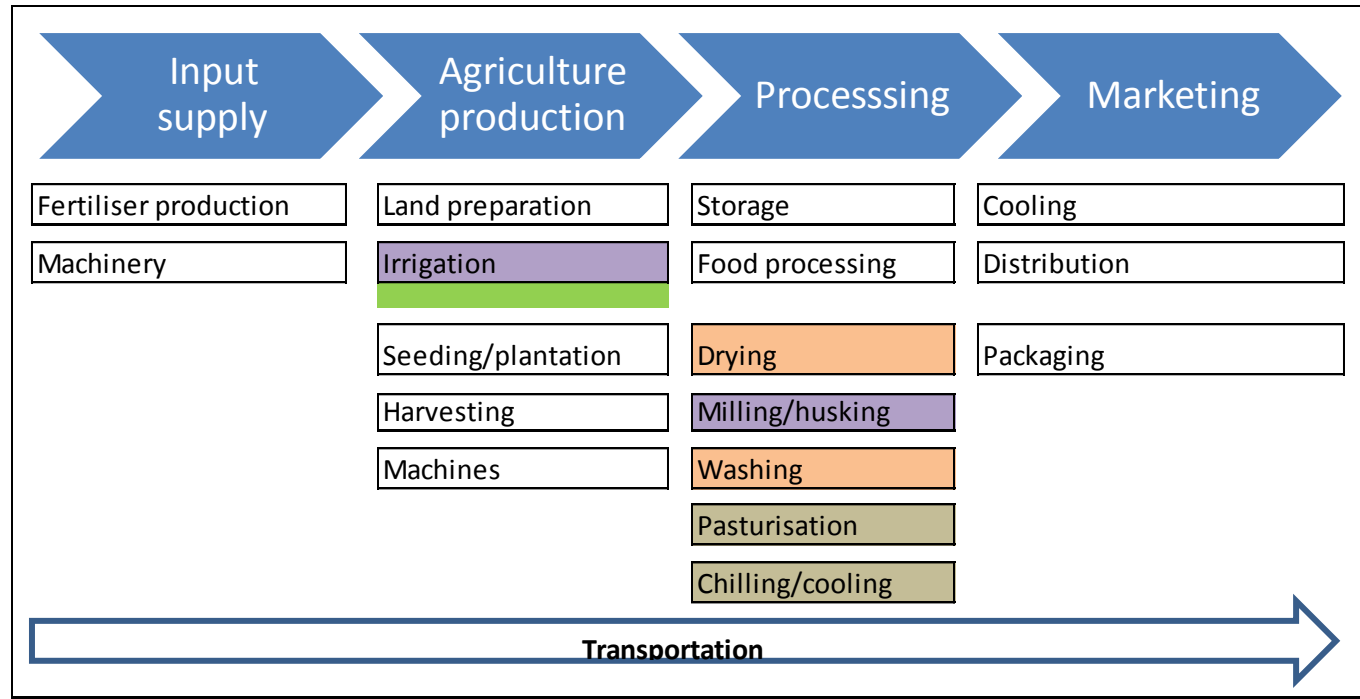 Input
supply
Agriculture
production
Processsing
Marketing
Fertiliser production
Machinery
Land preparation
Irrigation
Seeding/plantation
Harvesting
Machines
Storage
Food processing
Drying
Milling/husking
Washing
Pasturisation
Chilling/cooling
Cooling
Distribution
Packaging
Transportation